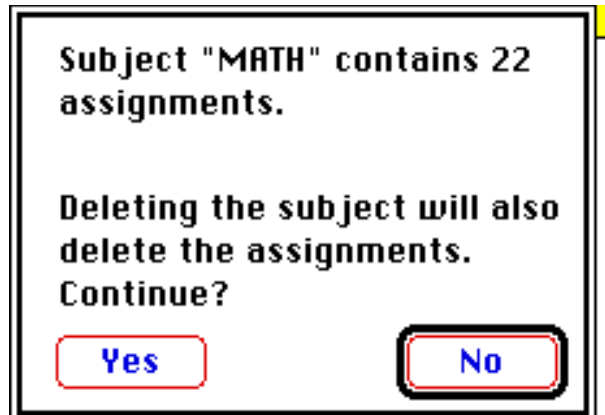 Subject "MATH" contains 22
assignments.
Deleting the subject will also
delete the assignments.
Continue?
Yes
No